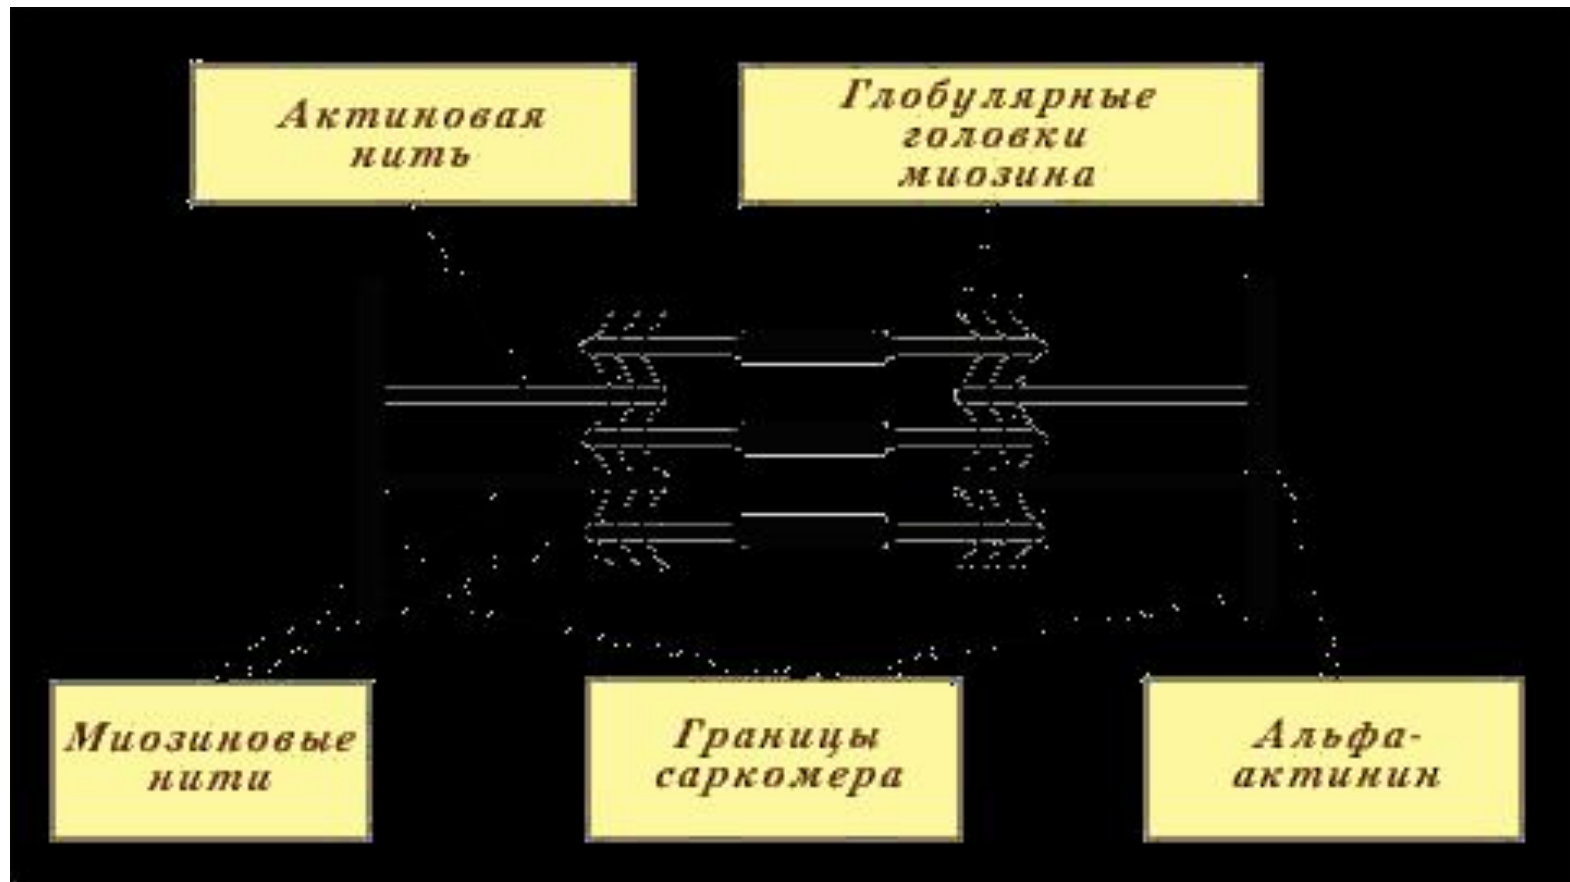 Актиновая
нить
Глобулярные
головки
миозина
Миозиновые
нити
Границы
саркомера
Альфа-
актинин